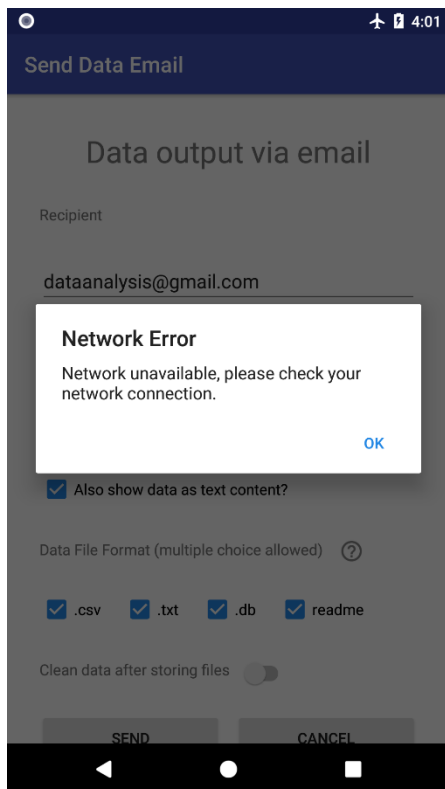 4:01
Send Data Email
Data output via email
Recipient
dataanalysis@gmail.com
Network Error
Network unavailable, please check your
network connection.
OK
Also show data as text content?
Data File Format (multiple choice allowed) ?
.csv .txt .db readme
Clean data after storing files
SEND CANCEL